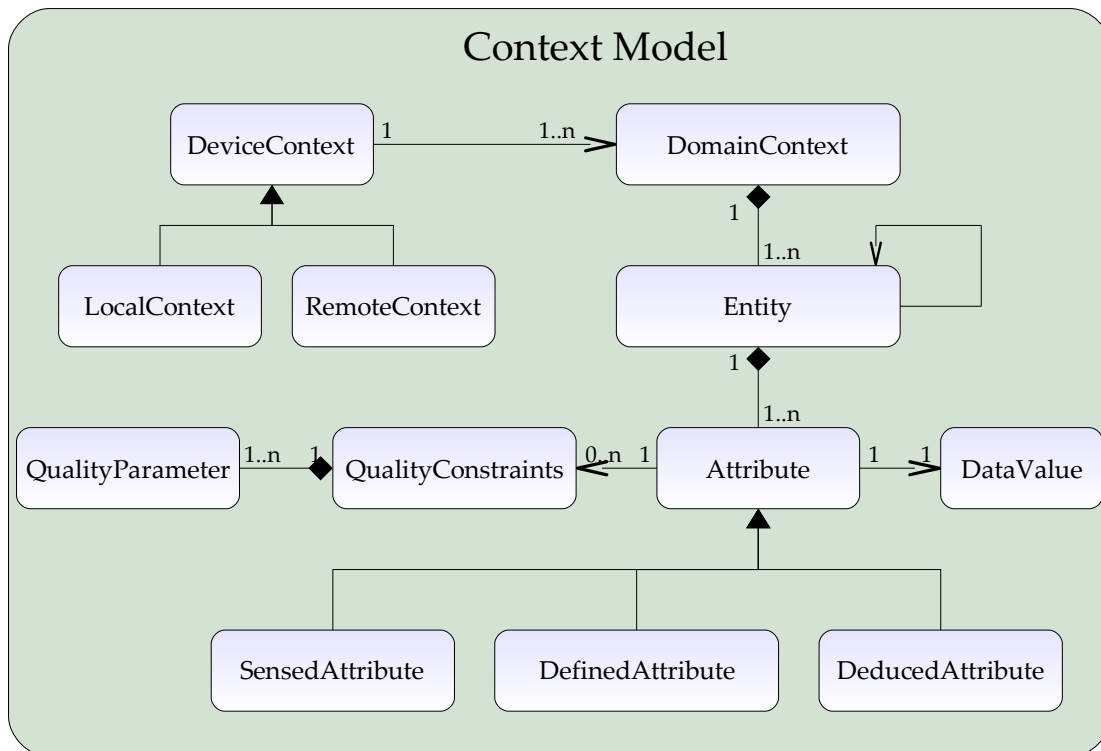 Context Model
DeviceContext
1
1..n
DomainContext
1
1..n
LocalContext
RemoteContext
Entity
1
1..n
QualityParameter
1..n
1
QualityConstraints
0..n
1
Attribute
1
1
DataValue
SensedAttribute
DefinedAttribute
DeducedAttribute